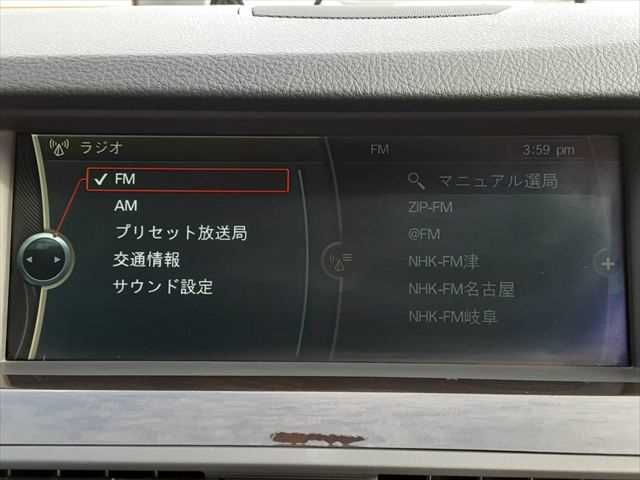 ラジオ
FM
AM
プリセット放送局
交通情報
サウンド設定
FM
3:59 pm
マニュアル選局
ZIP-FM
@FM
NHK-FM津
NHK-FM名古屋
NHK-FM岐阜